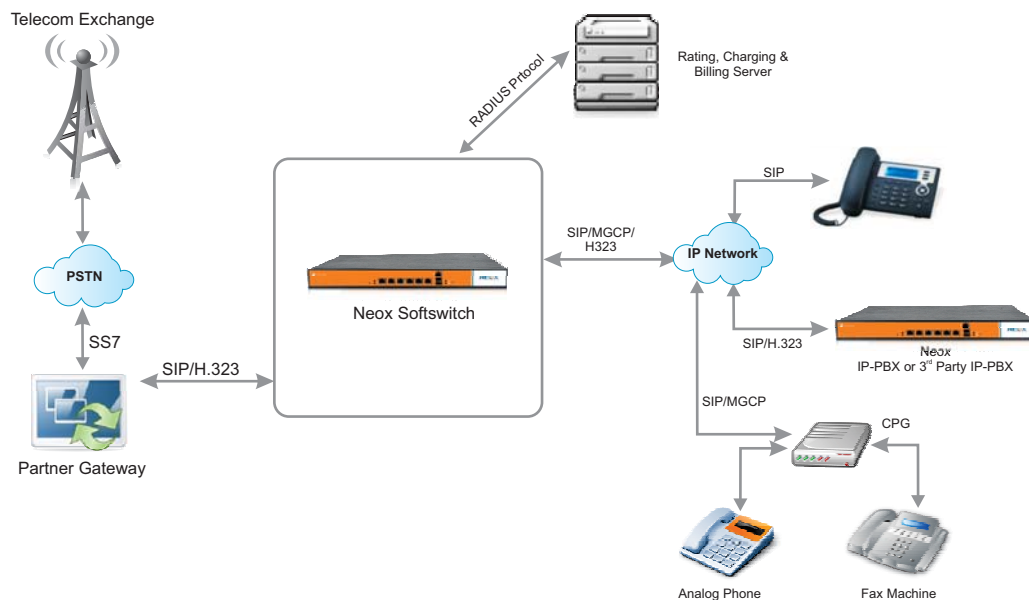 Telecom Exchange
RADIUS Prtocol
Rating, Charging &
Billing Server
SIP
SIP/MGCP/
H323
IP Network
PSTN
Neox Softswitch
SS7
SIP/H.323
SIP/H.323
Neox
IP-PBX or 3rd Party IP-PBX
SIP/MGCP
CPG
Partner Gateway
Analog Phone
Fax Machine